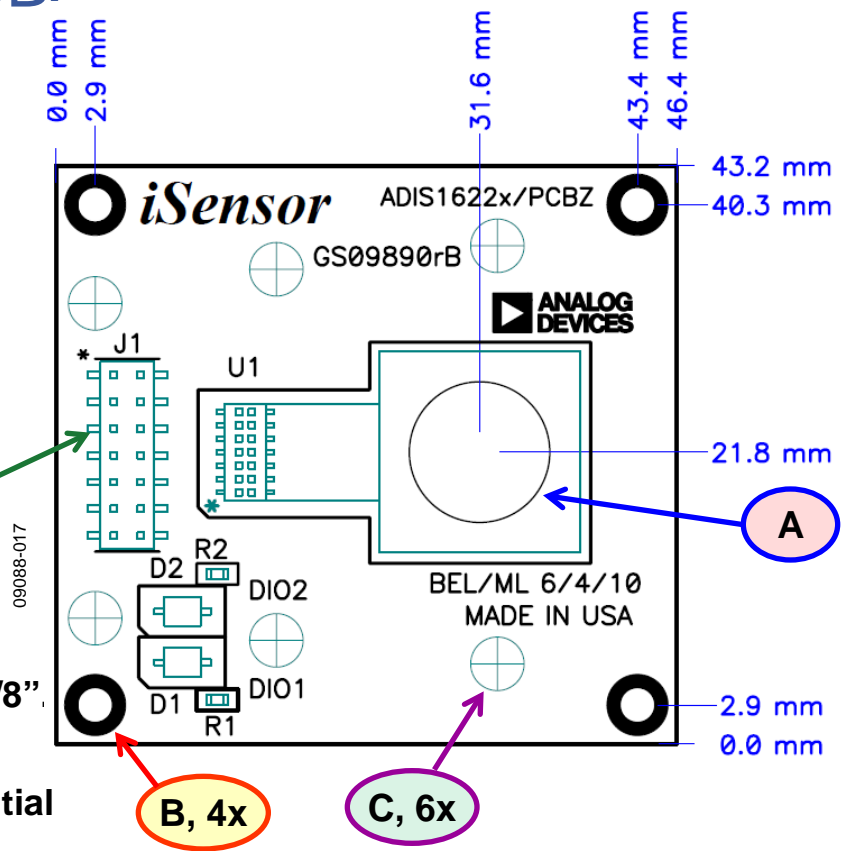 0.0 mm
2.9 mm
31.6 mm
43.4 mm
46.4 mm
43.2 mm
iSensor
ADIS1622x/PCBZ
40.3 mm
GS09890rB
ANALOG
DEVICES
* J1
U1
21.8 mm
A
*
09088-017
R2
D2
DIO2
BEL/ML 6/4/10
MADE IN USA
/8”
D1
DIO1
R1
2.9 mm
0.0 mm
tial
B, 4x
C, 6x